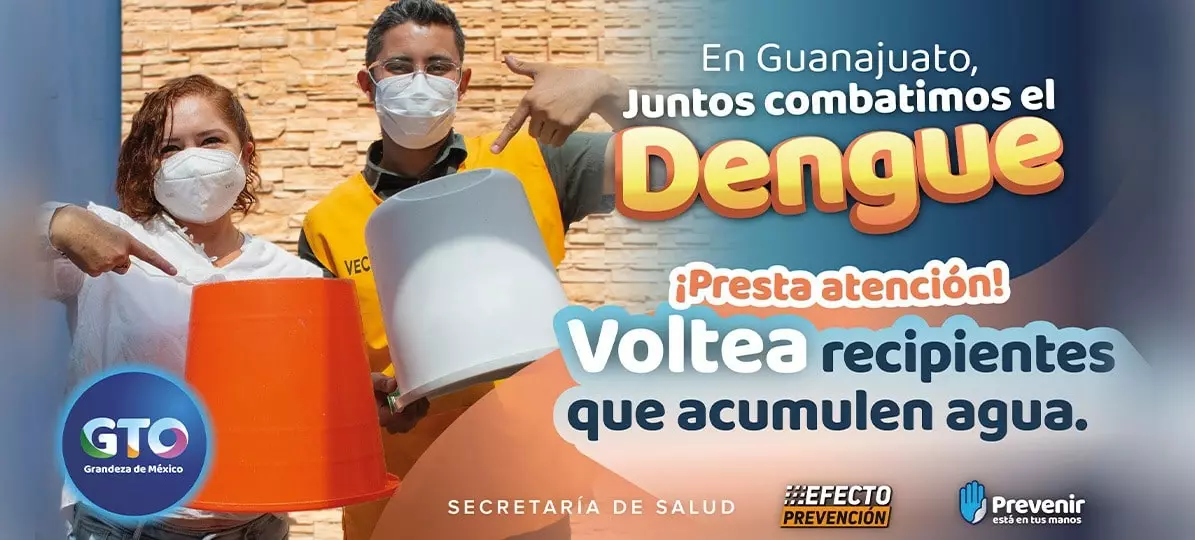 En Guanajuato,
Juntos combatimos el
Dengue
¡Presta atención!
Voltea recipientes
que acumulen agua.
VEC
GTO
Grandeza de México
SECRETARÍA DE SALUD
#EFECTO
PREVENCIÓN
Prevenir
está en tus manos